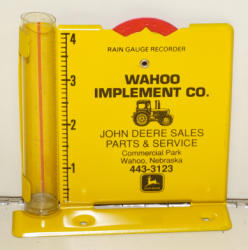 4
3
2
1
RAIN GAUGE RECORDER
WAHOO
IMPLEMENT CO.
JOHN DEERE SALES
PARTS & SERVICE
Commercial Park
Wahoo, Nebraska
443-3123